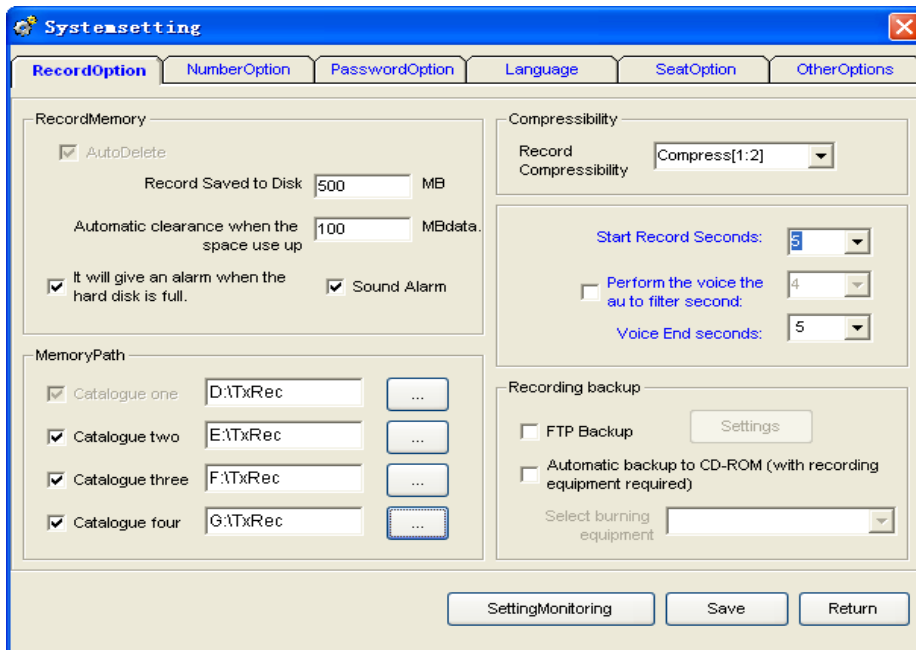 Systemsetting
RecordOption NumberOption PasswordOption Language SeatOption OtherOptions
RecordMemory
AutoDelete
Record Saved to Disk 500 MB
Automatic clearance when the
space use up 100 MBdata.
It will give an alarm when the
hard disk is full.
Sound Alarm
MemoryPath
Catalogue one D:\TxRec ...
Catalogue two E:\TxRec ...
Catalogue three F:\TxRec ...
Catalogue four G:\TxRec ...
Compressibility
Record
Compressibility Compress[1:2]
Start Record Seconds: 5
Perform the voice the
au to filter second: 4
Voice End seconds: 5
Recording backup
FTP Backup Settings
Automatic backup to CD-ROM (with recording
equipment required)
Select burning
equipment
SettingMonitoring Save Return